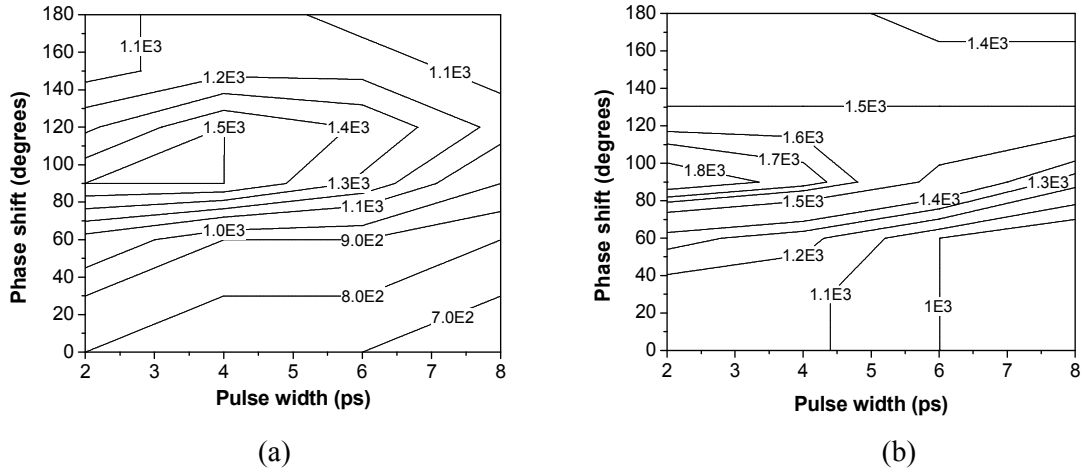 180
160
140
120
100
80
60
40
20
0
Phase shift (degrees)
1.1E3
1.1E3
1.2E3
1.5E3
1.4E3
1.3E3
1.1E3
1.0E3
9.0E2
8.0E2
7.0E2
2 3 4 5 6 7 8
Pulse width (ps)
(a)
180
160
140
120
100
80
60
40
20
0
Phase shift (degrees)
1.4E3
1.5E3
1.6E3
1.7E3
1.8E3
1.3E3
1.5E3
1.4E3
1.2E3
1.1E3
1E3
2 3 4 5 6 7 8
Pulse width (ps)
(b)